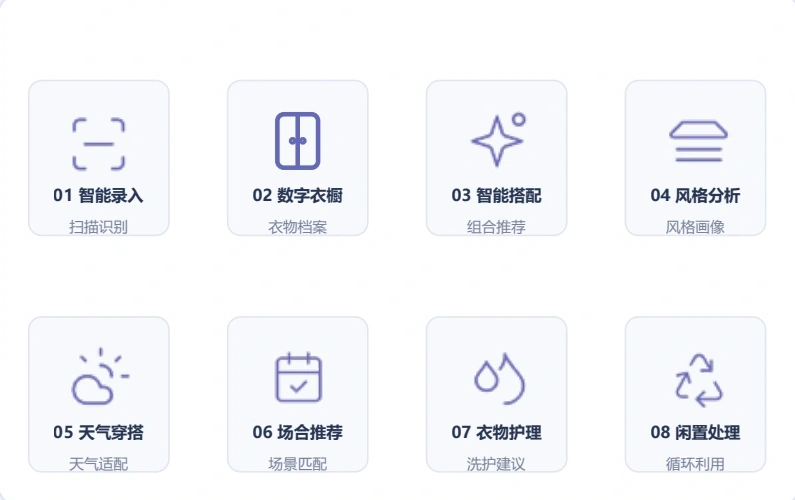 01 智能录入
扫描识别
02 数字衣橱
衣物档案
03 智能搭配
组合推荐
04 风格分析
风格画像
05 天气穿搭
天气适配
06 场合推荐
场景匹配
07 衣物护理
洗护建议
08 闲置处理
循环利用